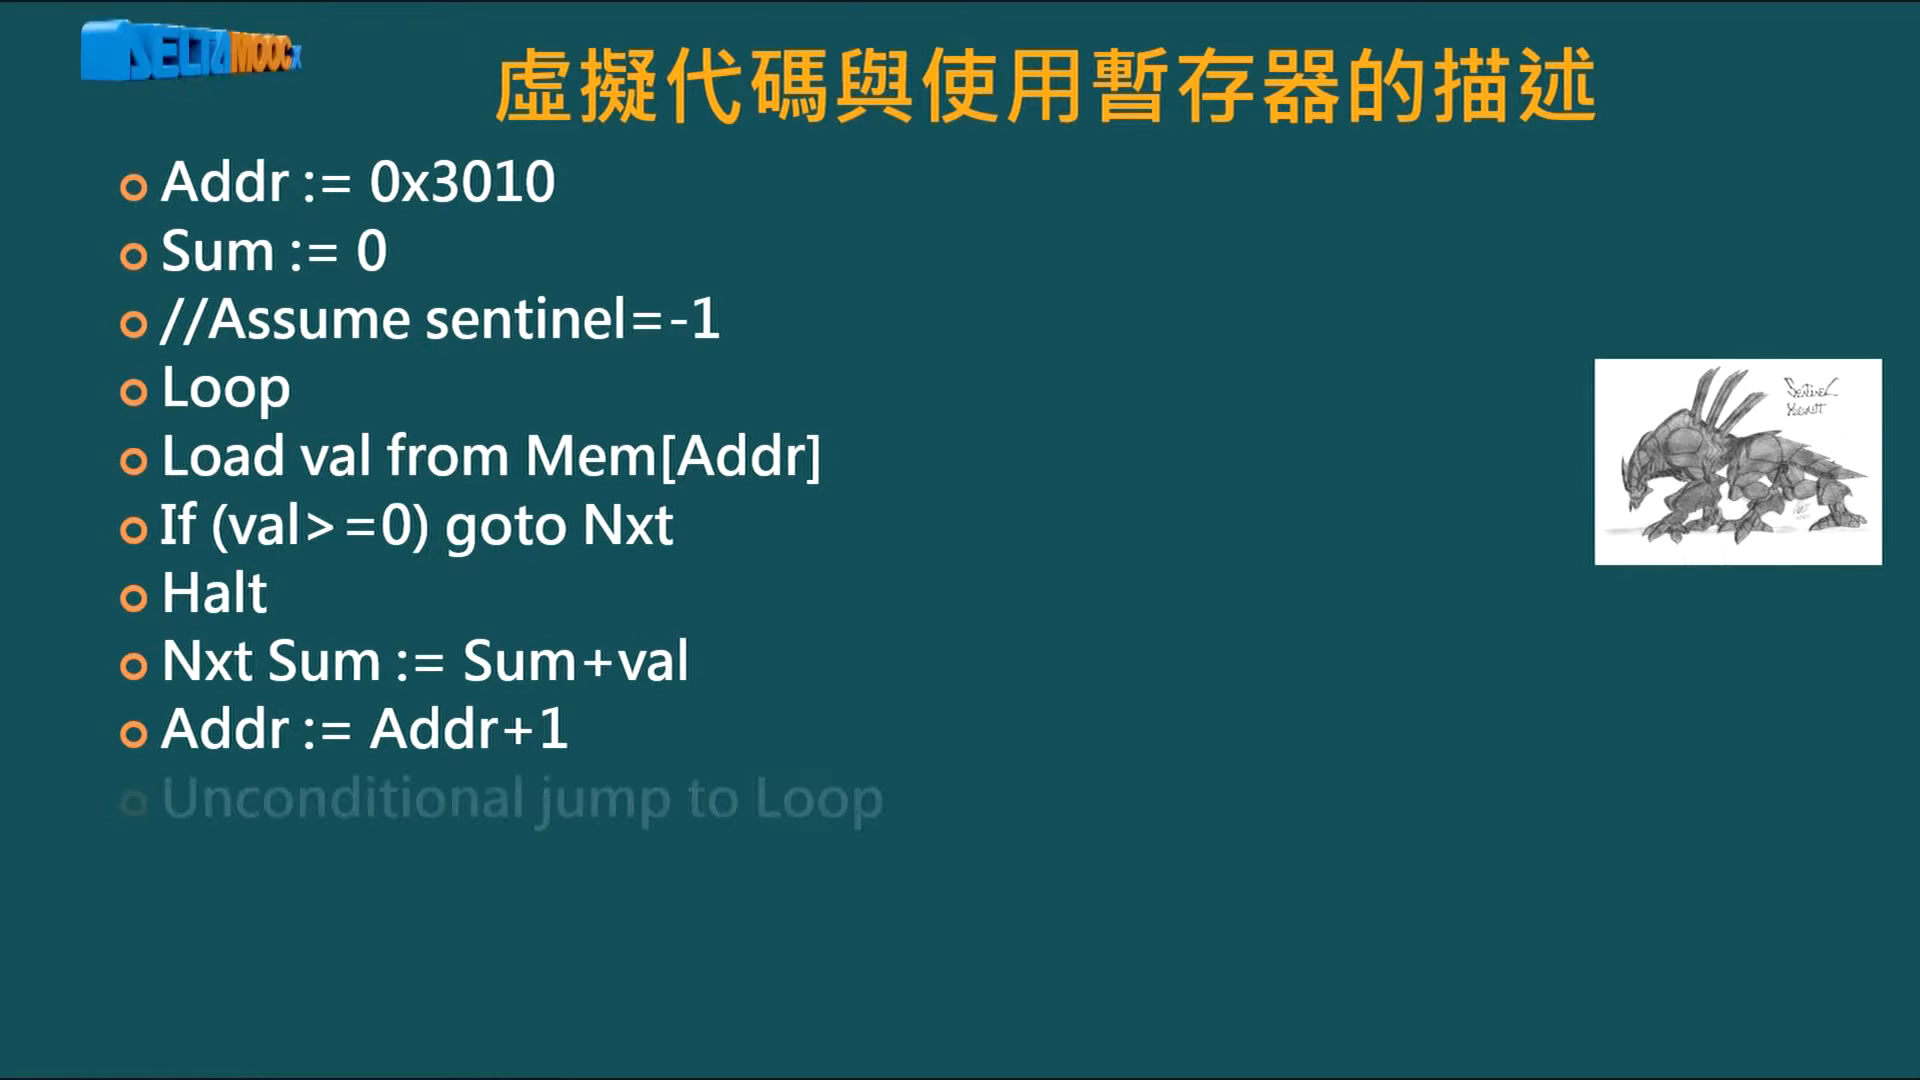 DELTAMOOCx
虛擬代碼與使用暫存器的描述
Addr := 0x3010
Sum := 0
//Assume sentinel=-1
Loop
Load val from Mem[Addr]
If (val>=0) goto Nxt
Halt
Nxt Sum := Sum+val
Addr := Addr+1
Unconditional jump to Loop
Sentinel